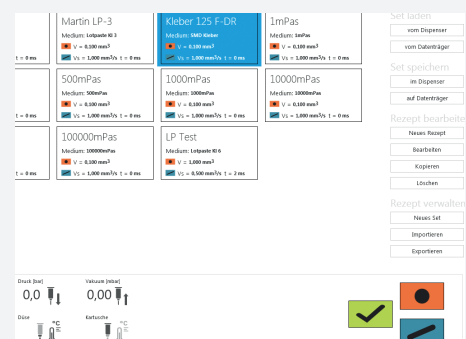 Martin LP-3
Medium: Lotpaste Kl 3
V = 0,100 mm³
t = 0 ms
Vs = 1,000 mm³/s t = 0 ms
Kleber 125 F-DR
Medium: SMD Kleber
V = 0,100 mm³
Vs = 1,000 mm³/s t = 0 ms
1mPas
Medium: 1mPas
V = 0,100 mm³
Vs = 1,000 mm³/s t = 0 ms
500mPas
Medium: 500mPas
V = 0,100 mm³
t = 0 ms
Vs = 1,000 mm³/s t = 0 ms
1000mPas
Medium: 1000mPas
V = 0,100 mm³
Vs = 1,000 mm³/s t = 0 ms
10000mPas
Medium: 10000mPas
V = 0,100 mm³
Vs = 1,000 mm³/s t = 0 ms
100000mPas
Medium: 100000mPas
V = 0,100 mm³
t = 0 ms
Vs = 1,000 mm³/s t = 0 ms
LP Test
Medium: Lotpaste Kl 6
V = 1,000 mm³
Vs = 0,500 mm³/s t = 2 ms
Set laden
vom Dispenser
vom Datenträger
Set speichern
im Dispenser
auf Datenträger
Rezept bearbeite
Neues Rezept
Bearbeiten
Kopieren
Löschen
Rezept verwalten
Neues Set
Importieren
Exportieren
Druck [bar]
0,0
Vakuum [mbar]
0,00
Düse
°C
Kartusche
°C